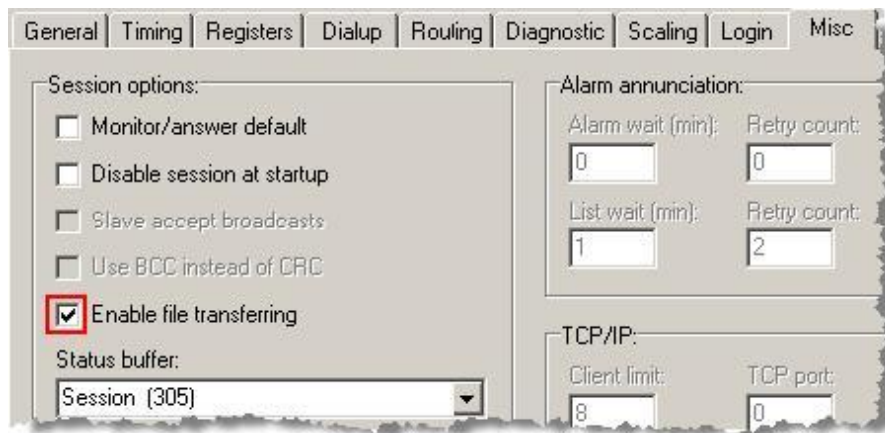 General Timing Registers Dialup Routing Diagnostic Scaling Login Misc
Session options:
Monitor/answer default
Disable session at startup
Slave accept broadcasts
Use BCC instead of CRC
Enable file transferring
Status buffer:
Session (305)
Alarm annunciation:
Alarm wait (min): Retry count:
0 0
List wait (min): Retry count:
1 2
TCP/IP:
Client limit: TCP port:
8 0